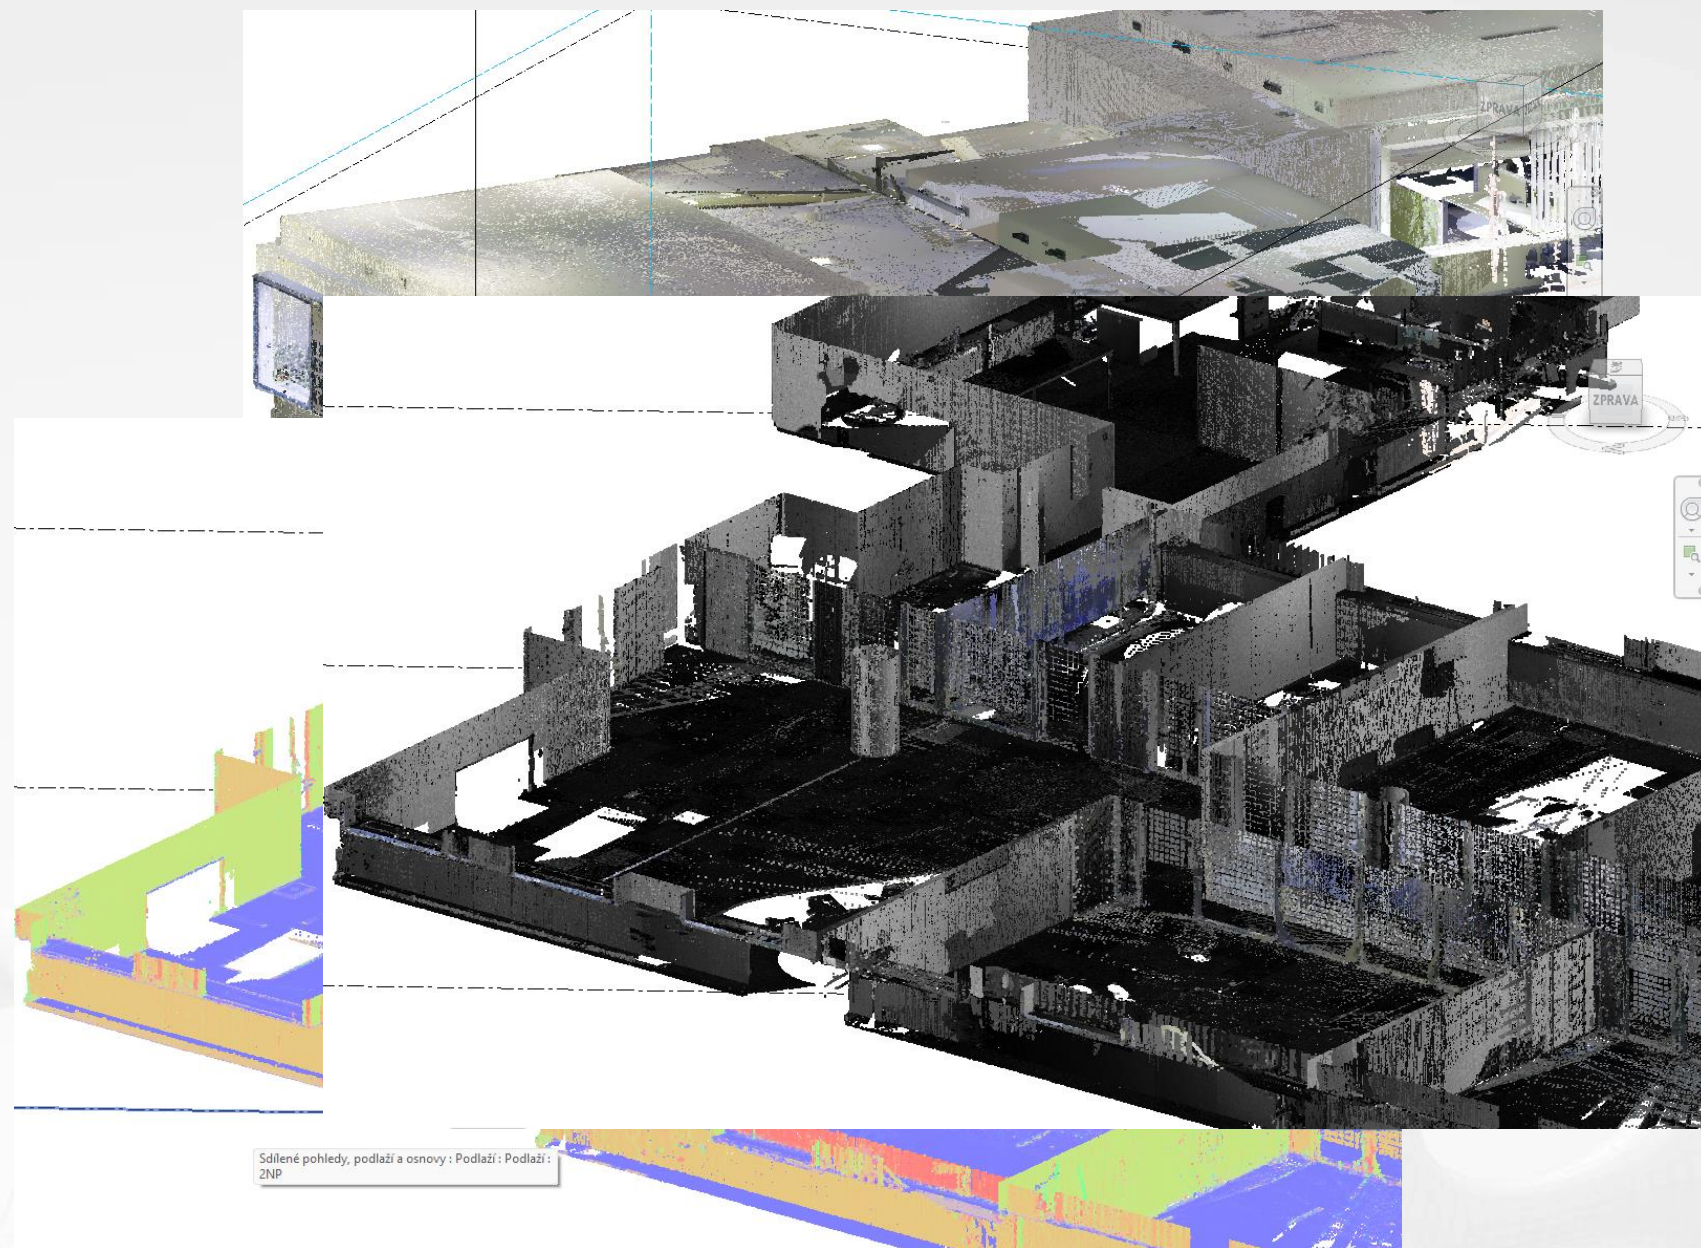 ZPRAVA
ZPRAVA
Sdílené pohledy, podlaží a osnovy : Podlaží : Podlaží :
2NP